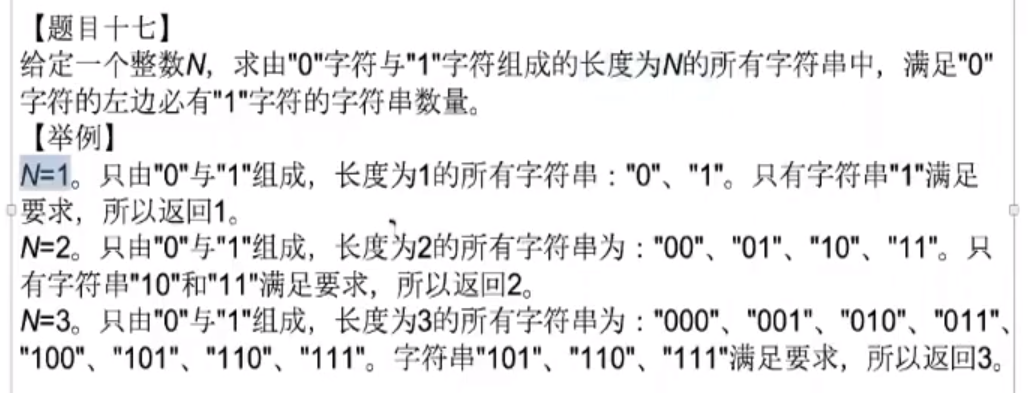 【题目十七】
给定一个整数N，求由"0"字符与"1"字符组成的长度为N的所有字符串中，满足"0"
字符的左边必有"1"字符的字符串数量。
【举例】
N=1。只由"0"与"1"组成，长度为1的所有字符串："0"、"1"。只有字符串"1"满足
要求，所以返回1。
N=2。只由"0"与"1"组成，长度为2的所有字符串为："00"、"01"、"10"、"11"。只
有字符串"10"和"11"满足要求，所以返回2。
N=3。只由"0"与"1"组成，长度为3的所有字符串为："000"、"001"、"010"、"011"、
"100"、"101"、"110"、"111"。字符串"101"、"110"、"111"满足要求，所以返回3。